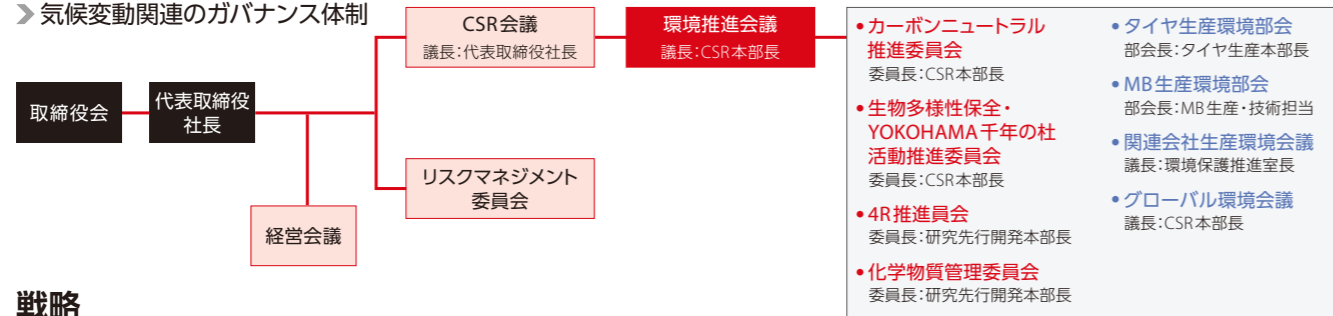 気候変動関連のガバナンス体制
取締役会
代表取締役
社長
経営会議
CSR会議
議長:代表取締役社長
リスクマネジメント
委員会
環境推進会議
議長:CSR本部長
•カーボンニュートラル
推進委員会
委員長:CSR本部長
•生物多様性保全・
YOKOHAMA千年の杜
活動推進委員会
委員長:CSR本部長
•4R推進員会
委員長:研究先行開発本部長
•化学物質管理委員会
委員長:研究先行開発本部長
•タイヤ生産環境部会
部会長:タイヤ生産本部長
•MB生産環境部会
部会長:MB生産・技術担当
•関連会社生産環境会議
議長:環境保護推進室長
•グローバル環境会議
議長:CSR本部長
戦略